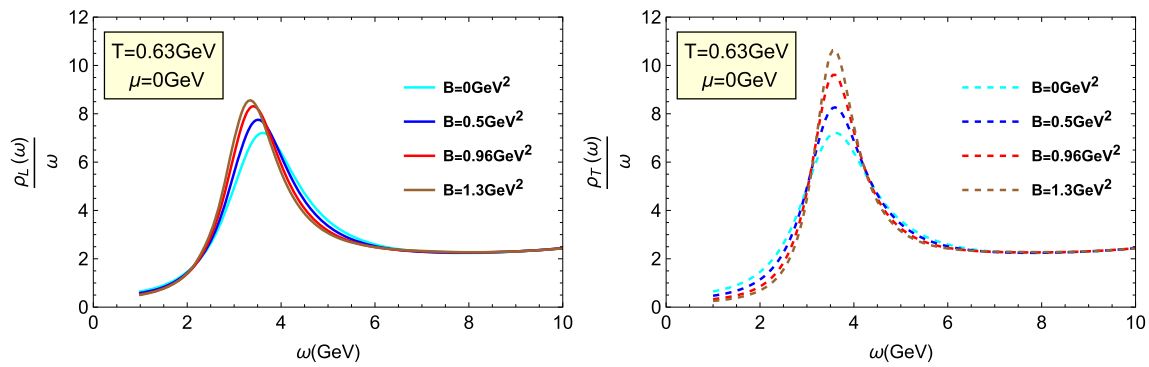 12
10
8
6
4
2
0
0 2 4 6 8 10
ρL(ω)
ω
ω(GeV)
T=0.63GeV
μ=0GeV
B=0GeV²
B=0.5GeV²
B=0.96GeV²
B=1.3GeV²
12
10
8
6
4
2
0
0 2 4 6 8 10
ρT(ω)
ω
ω(GeV)
T=0.63GeV
μ=0GeV
B=0GeV²
B=0.5GeV²
B=0.96GeV²
B=1.3GeV²